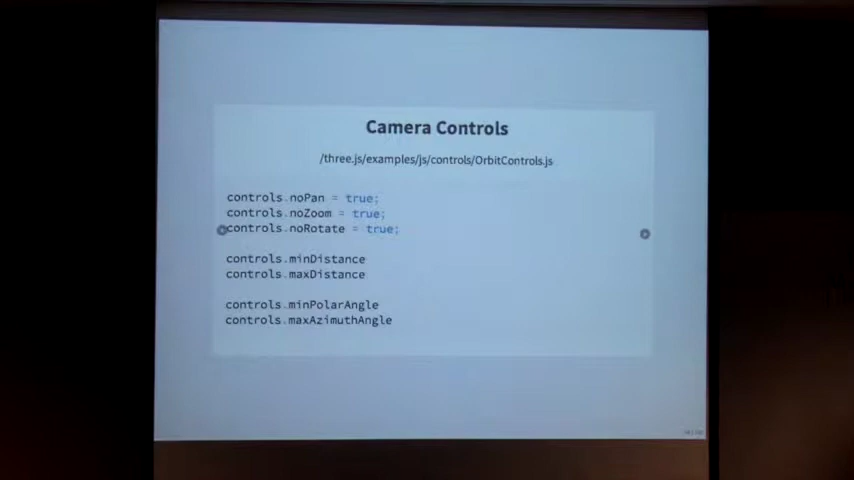 Camera Controls
/three.js/examples/js/controls/OrbitControls.js
controls.noPan = true;
controls.noZoom = true;
controls.noRotate = true;
controls.minDistance
controls.maxDistance
controls.minPolarAngle
controls.maxAzimuthAngle